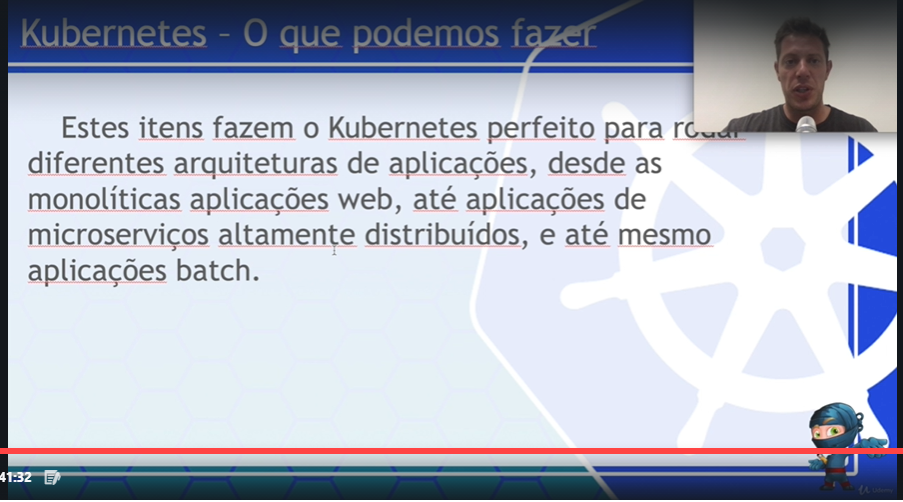 Kubernetes – O que podemos fazer
Estes itens fazem o Kubernetes perfeito para rodar
diferentes arquiteturas de aplicações, desde as
monolíticas aplicações web, até aplicações de
microserviços altamente distribuídos, e até mesmo
aplicações batch.
41:32